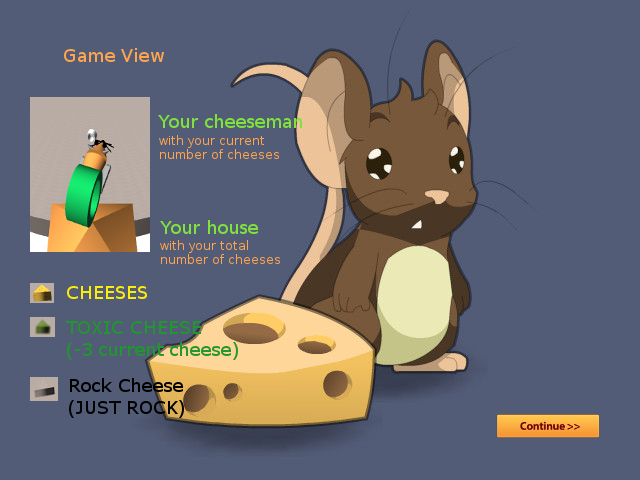 Game View
Your cheeseman
with your current
number of cheeses
Your house
with your total
number of cheeses
CHEESES
TOXIC CHEESE
(-3 current cheese)
Rock Cheese
(JUST ROCK)
Continue >>